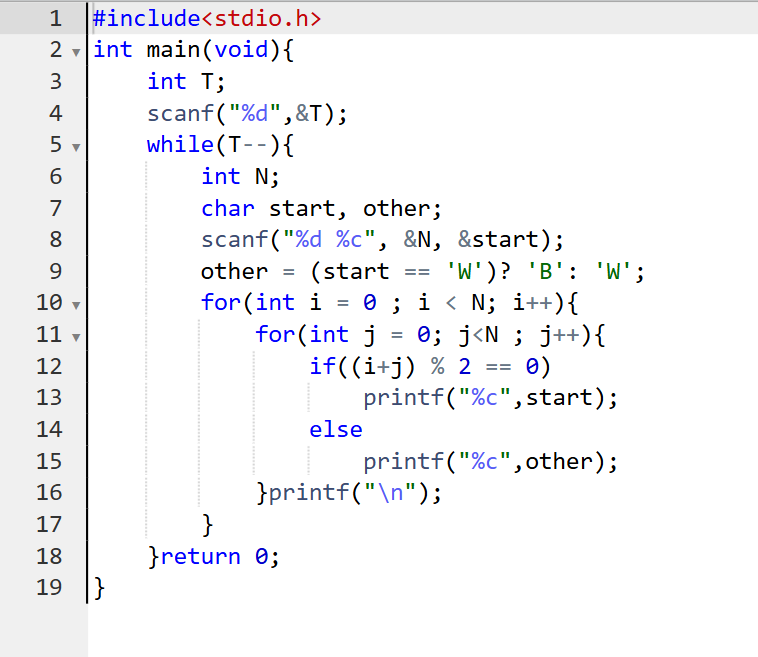 1 #include<stdio.h>
2 int main(void){
3     int T;
4     scanf("%d",&T);
5     while(T--){
6         int N;
7         char start, other;
8         scanf("%d %c", &N, &start);
9         other = (start == 'W')? 'B': 'W';
10         for(int i = 0 ; i < N; i++){
11             for(int j = 0; j<N ; j++){
12                 if((i+j) % 2 == 0)
13                     printf("%c",start);
14                 else
15                     printf("%c",other);
16             }printf("\n");
17         }
18     }return 0;
19 }